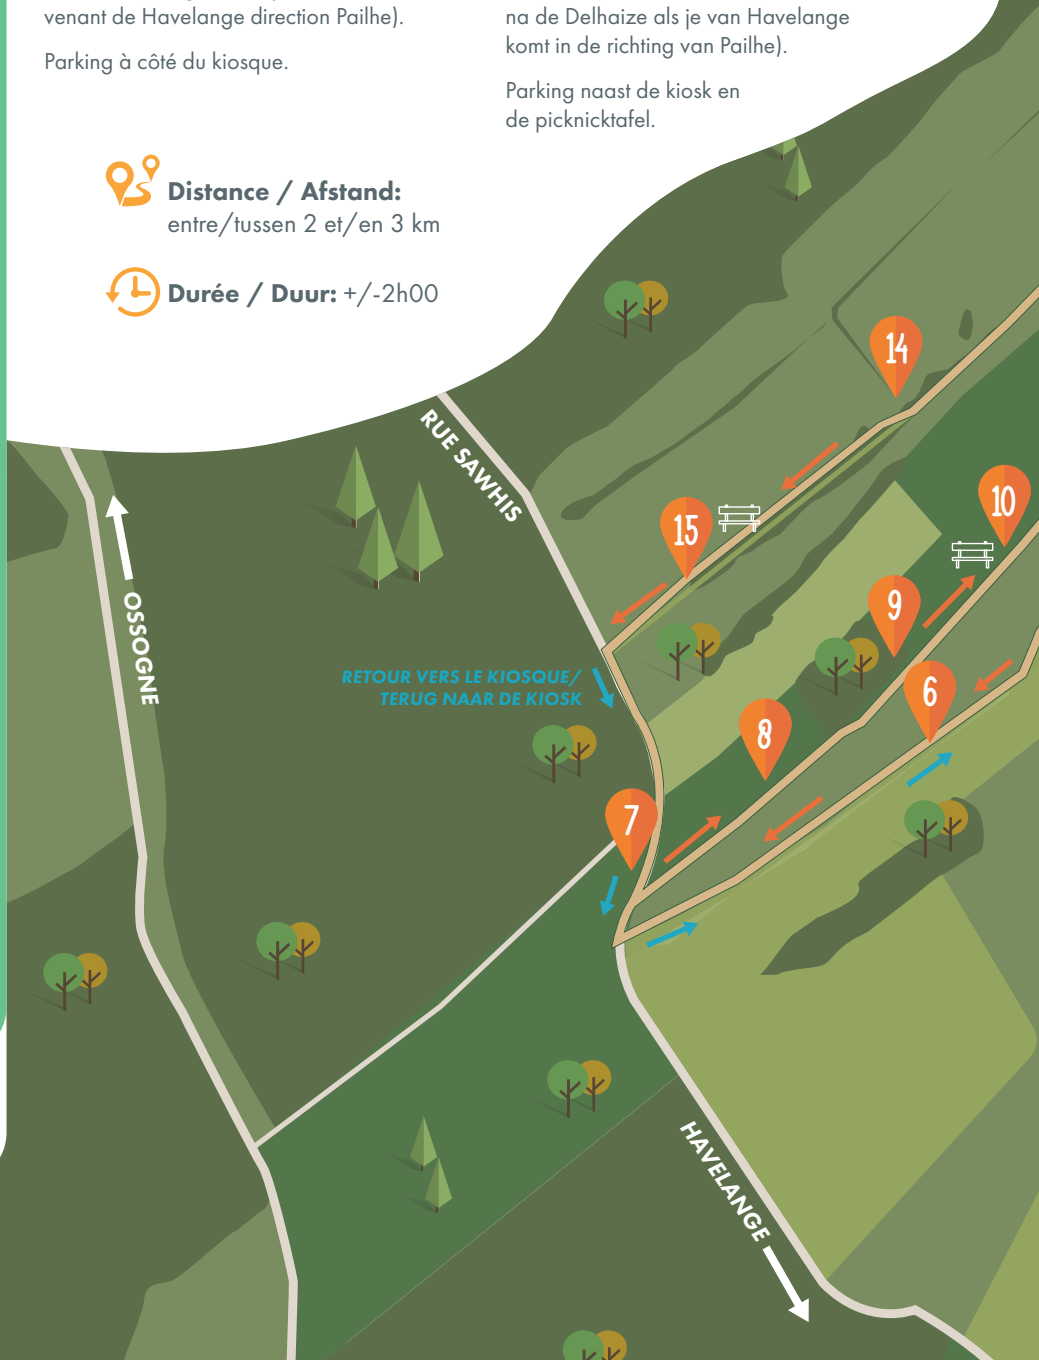 venant de Havelange direction Pailhe).
Parking à côté du kiosque.
na de Delhaize als je van Havelange
komt in de richting van Pailhe).
Parking naast de kiosk en
de picknicktafel.
Distance / Afstand:
entre/tussen 2 et/en 3 km
Durée / Duur: +/-2h00
RUE SAWHIS
OSSOGNE
14
15
10
9
6
8
7
RETOUR VERS LE KIOSQUE/
TERUG NAAR DE KIOSK
HAVELANGE